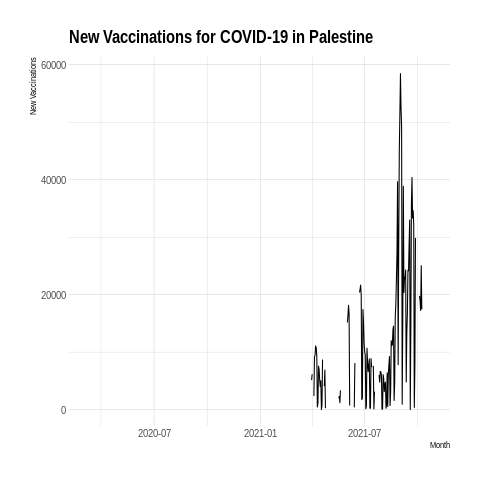 New Vaccinations for COVID-19 in Palestine
New Vaccinations
60000
40000
20000
0
2020-07
2021-01
2021-07
Month